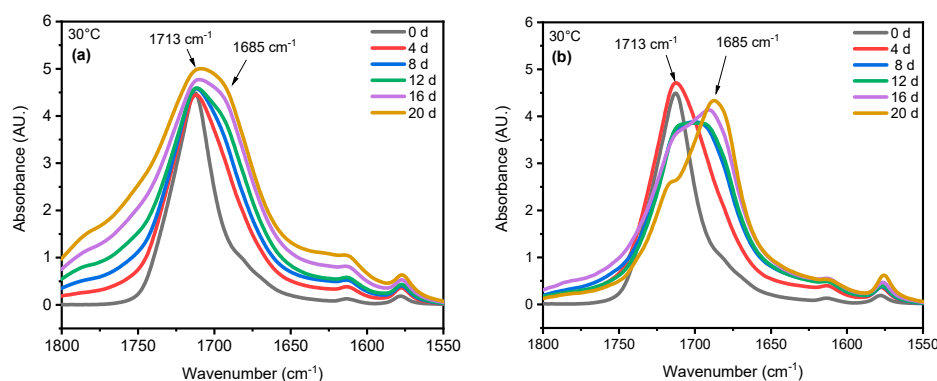 30°C
(a)
1713 cm⁻¹
1685 cm⁻¹
0 d
4 d
8 d
12 d
16 d
20 d
Absorbance (AU.)
6
5
4
3
2
1
0
1800
1750
1700
1650
1600
1550
Wavenumber (cm⁻¹)
30°C
(b)
1713 cm⁻¹
1685 cm⁻¹
0 d
4 d
8 d
12 d
16 d
20 d
Absorbance (AU.)
6
5
4
3
2
1
0
1800
1750
1700
1650
1600
1550
Wavenumber (cm⁻¹)